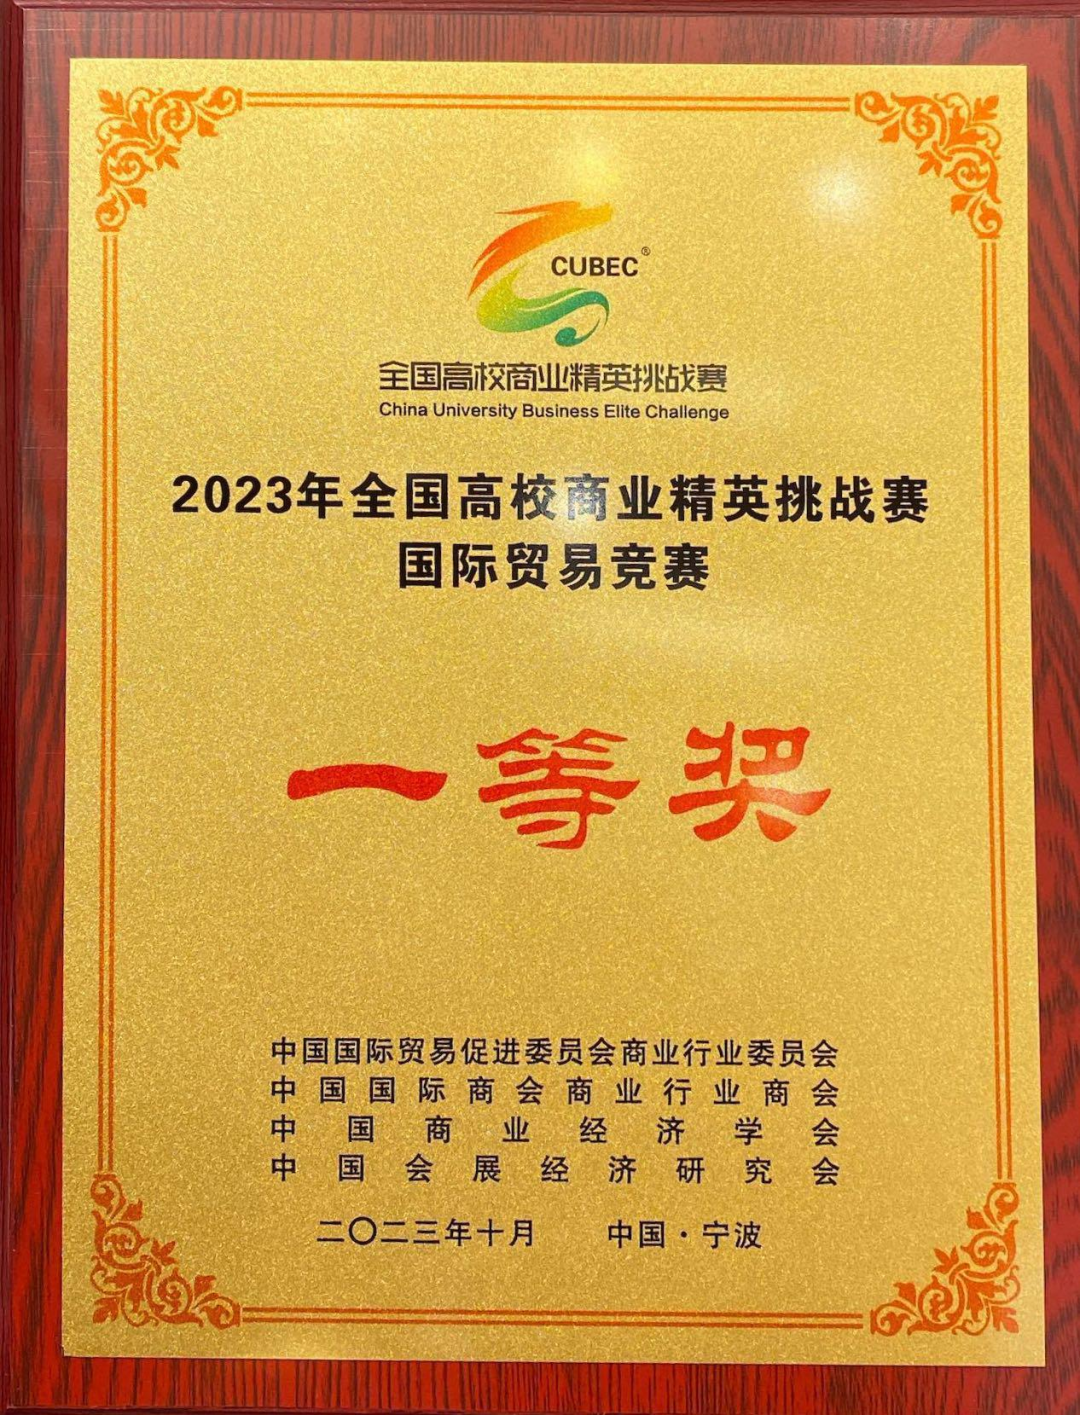 CUBEC®
全国高校商业精英挑战赛
China University Business Elite Challenge
2023年全国高校商业精英挑战赛
国际贸易竞赛
一等奖
中国国际贸易促进委员会商业行业委员会
中国国际商会商业行业商会
中国商业经济学会
中国会展经济研究会
二〇二三年十月 中国·宁波